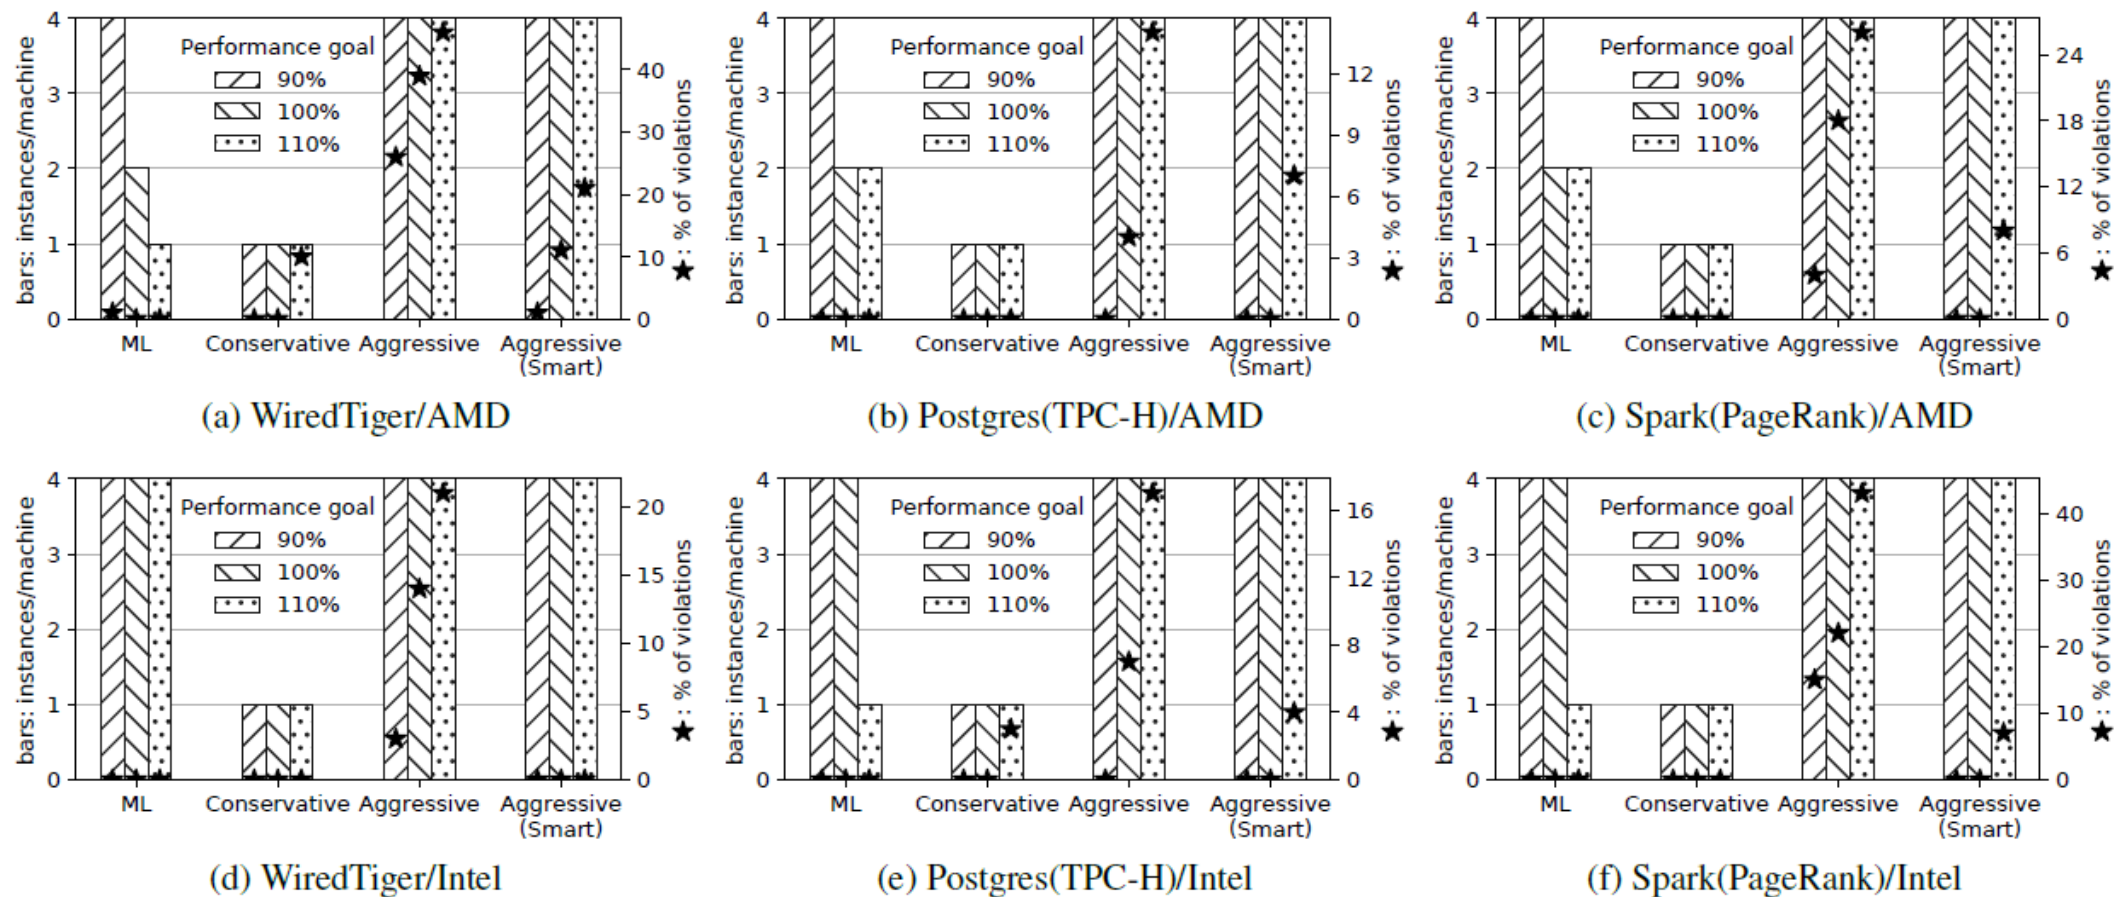 bars: instances/machine
4
3
2
1
0
Performance goal
90%
100%
110%
40
30
20
10
0
★: % of violations
ML Conservative Aggressive Aggressive
(Smart)
(a) WiredTiger/AMD
bars: instances/machine
4
3
2
1
0
Performance goal
90%
100%
110%
12
9
6
3
0
★: % of violations
ML Conservative Aggressive Aggressive
(Smart)
(b) Postgres(TPC-H)/AMD
bars: instances/machine
4
3
2
1
0
Performance goal
90%
100%
110%
24
18
12
6
0
★: % of violations
ML Conservative Aggressive Aggressive
(Smart)
(c) Spark(PageRank)/AMD
bars: instances/machine
4
3
2
1
0
Performance goal
90%
100%
110%
20
15
10
5
0
★: % of violations
ML Conservative Aggressive Aggressive
(Smart)
(d) WiredTiger/Intel
bars: instances/machine
4
3
2
1
0
Performance goal
90%
100%
110%
16
12
8
4
0
★: % of violations
ML Conservative Aggressive Aggressive
(Smart)
(e) Postgres(TPC-H)/Intel
bars: instances/machine
4
3
2
1
0
Performance goal
90%
100%
110%
40
30
20
10
0
★: % of violations
ML Conservative Aggressive Aggressive
(Smart)
(f) Spark(PageRank)/Intel